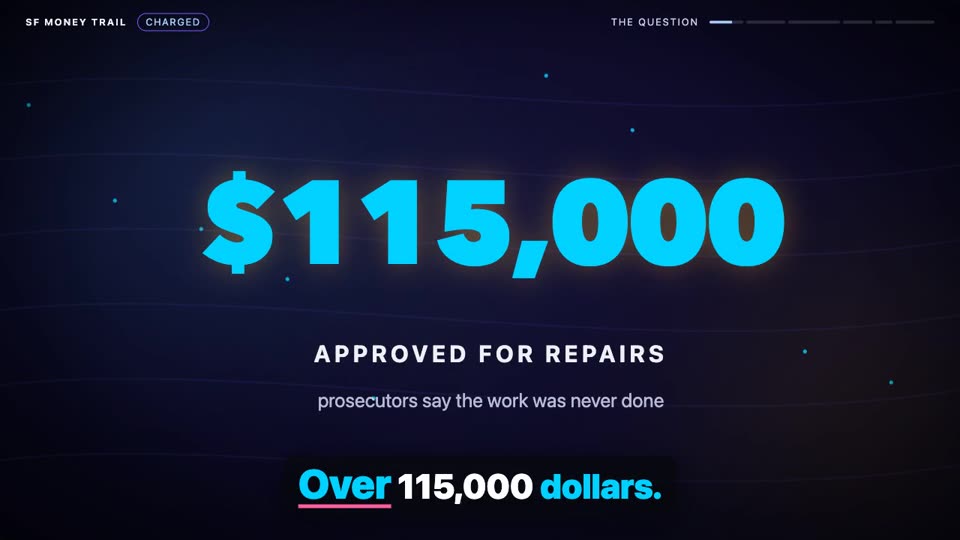 SF MONEY TRAIL CHARGED THE QUESTION
$115,000
APPROVED FOR REPAIRS
prosecutors say the work was never done
Over 115,000 dollars.